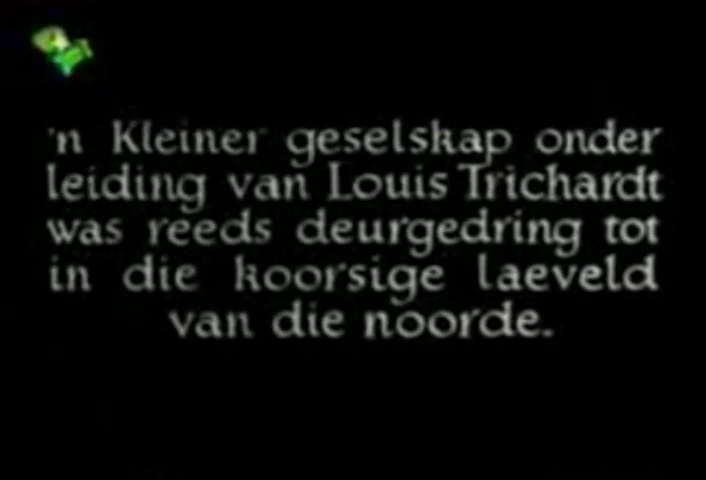 'n Kleiner geselskap onder
leiding van Louis Trichardt
was reeds deurgedring tot
in die koorsige laeveld
van die noorde.